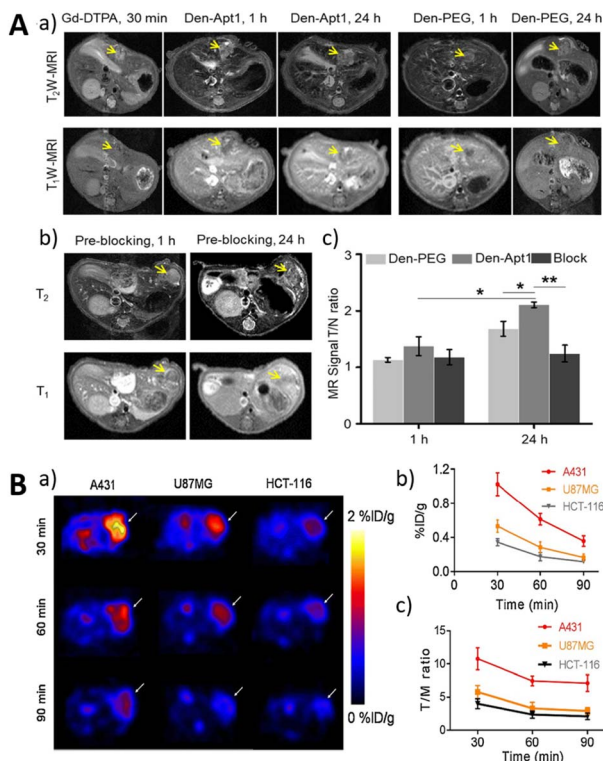 A
a)
Gd-DTPA, 30 min
Den-Apt1, 1 h
Den-Apt1, 24 h
Den-PEG, 1 h
Den-PEG, 24 h
T₂W-MRI
T₁W-MRI
b)
Pre-blocking, 1 h
Pre-blocking, 24 h
T₂
T₁
c)
Den-PEG
Den-Apt1
Block
MR Signal T/N ratio
3
2
1
0
*
*
**
1 h
24 h
B
a)
A431
U87MG
HCT-116
30 min
60 min
90 min
2 %ID/g
0 %ID/g
b)
%ID/g
1.2
0.8
0.4
0.0
A431
U87MG
HCT-116
0
30
60
90
Time (min)
c)
T/M ratio
15
10
5
0
A431
U87MG
HCT-116
30
60
90
Time (min)